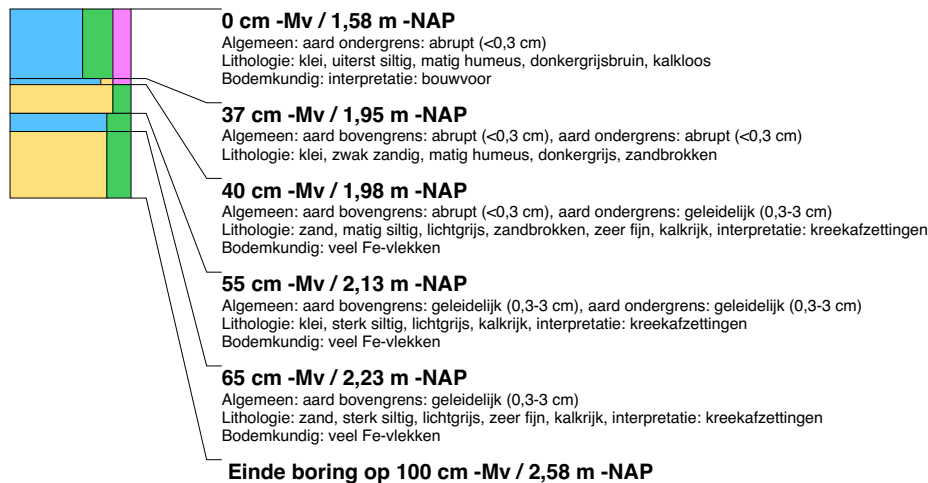 0 cm -Mv / 1,58 m -NAP
Algemeen: aard ondergrens: abrupt (<0,3 cm)
Lithologie: klei, uiterst siltig, matig humeus, donkergrijsbruin, kalkloos
Bodemkundig: interpretatie: bouwvoor
37 cm -Mv / 1,95 m -NAP
Algemeen: aard bovengrens: abrupt (<0,3 cm), aard ondergrens: abrupt (<0,3 cm)
Lithologie: klei, zwak zandig, matig humeus, donkergrijs, zandbrokken
40 cm -Mv / 1,98 m -NAP
Algemeen: aard bovengrens: abrupt (<0,3 cm), aard ondergrens: geleidelijk (0,3-3 cm)
Lithologie: zand, matig siltig, lichtgrijs, zandbrokken, zeer fijn, kalkrijk, interpretatie: kreekafzettingen
Bodemkundig: veel Fe-vlekken
55 cm -Mv / 2,13 m -NAP
Algemeen: aard bovengrens: geleidelijk (0,3-3 cm), aard ondergrens: geleidelijk (0,3-3 cm)
Lithologie: klei, sterk siltig, lichtgrijs, kalkrijk, interpretatie: kreekafzettingen
Bodemkundig: veel Fe-vlekken
65 cm -Mv / 2,23 m -NAP
Algemeen: aard bovengrens: geleidelijk (0,3-3 cm)
Lithologie: zand, sterk siltig, lichtgrijs, zeer fijn, kalkrijk, interpretatie: kreekafzettingen
Bodemkundig: veel Fe-vlekken
Einde boring op 100 cm -Mv / 2,58 m -NAP